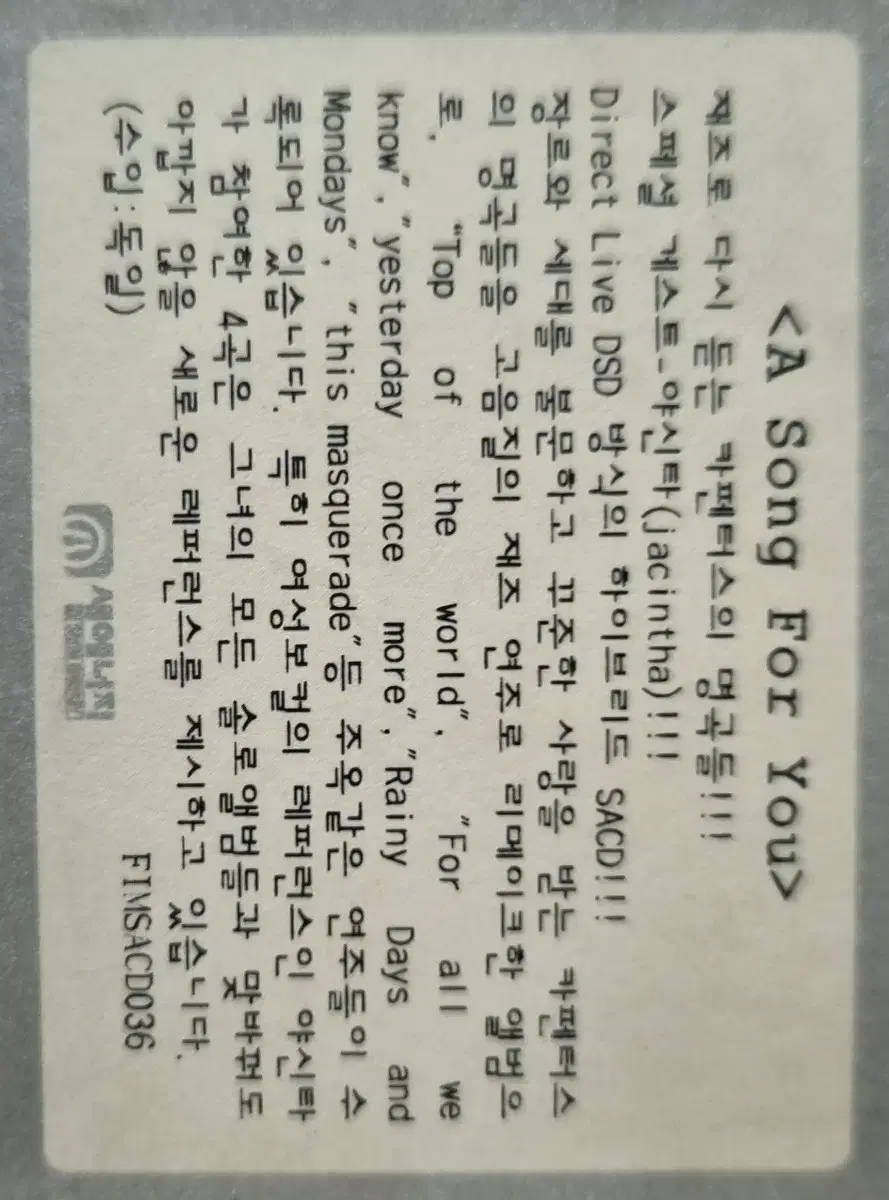 <A Song For You>
재즈로 다시 듣는 카펜터스의 명곡들!!!
스페셜 게스트-야신타(jacintha)!!!
Direct Live DSD 방식의 하이브리드 SACD!!!
장르와 세대를 불문하고 꾸준한 사랑을 받는 카펜터스
의 명곡들을 고음질의 재즈 연주로 리메이크한 앨범으
로, "Top of the world", "For all we
know", "yesterday once more", "Rainy Days and
Mondays", "this masquerade"등 주옥같은 연주들이 수
록되어 있습니다. 특히 여성보컬의 레퍼런스인 야신타
가 참여한 4곡은 그녀의 모든 솔로앨범들과 맞바꿔도
아깝지 않을 새로운 레퍼런스를 제시하고 있습니다.
(수입:독일)
FIMSACD036